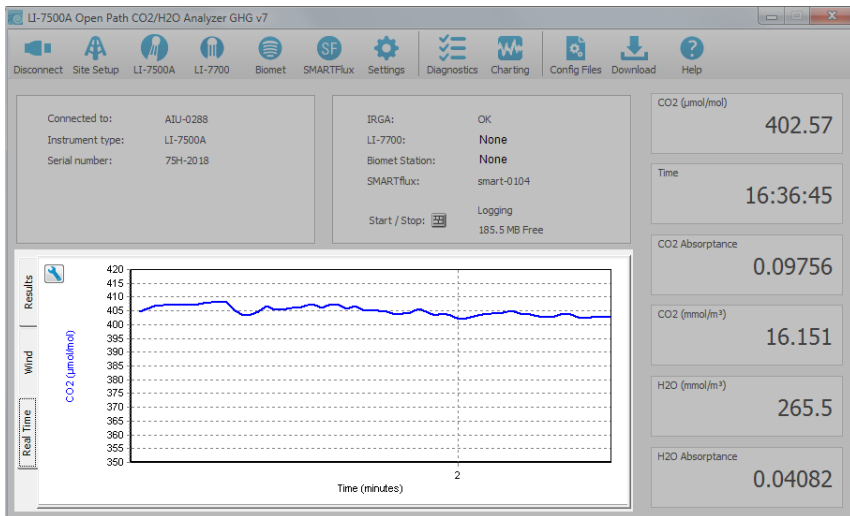 LI-7500A Open Path CO2/H2O Analyzer GHG v7
Disconnect Site Setup LI-7500A LI-7700 Biomet SMARTFlux Settings Diagnostics Charting Config Files Download Help
SF
?
Connected to: AIU-0288
Instrument type: LI-7500A
Serial number: 75H-2018
IRGA: OK
LI-7700: None
Biomet Station: None
SMARTflux: smart-0104
Start / Stop: Logging
185.5 MB Free
CO2 (µmol/mol)
402.57
Time
16:36:45
CO2 Absorptance
0.09756
CO2 (mmol/m³)
16.151
H2O (mmol/m³)
265.5
H2O Absorptance
0.04082
Results
Wind
Real Time
CO2 (µmol/mol)
420
415
410
405
400
395
390
385
380
375
370
365
360
355
350
2
Time (minutes)